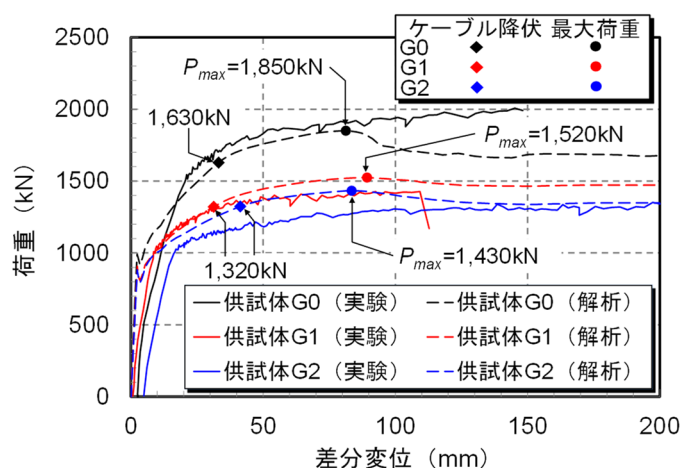 ケーブル降伏 最大荷重
G0
G1
G2
2500
2000
1500
1000
500
0
荷重 (kN)
Pmax=1,850kN
1,630kN
Pmax=1,520kN
1,320kN
Pmax=1,430kN
供試体G0（実験） 供試体G0（解析）
供試体G1（実験） 供試体G1（解析）
供試体G2（実験） 供試体G2（解析）
0 50 100 150 200
差分変位 (mm)